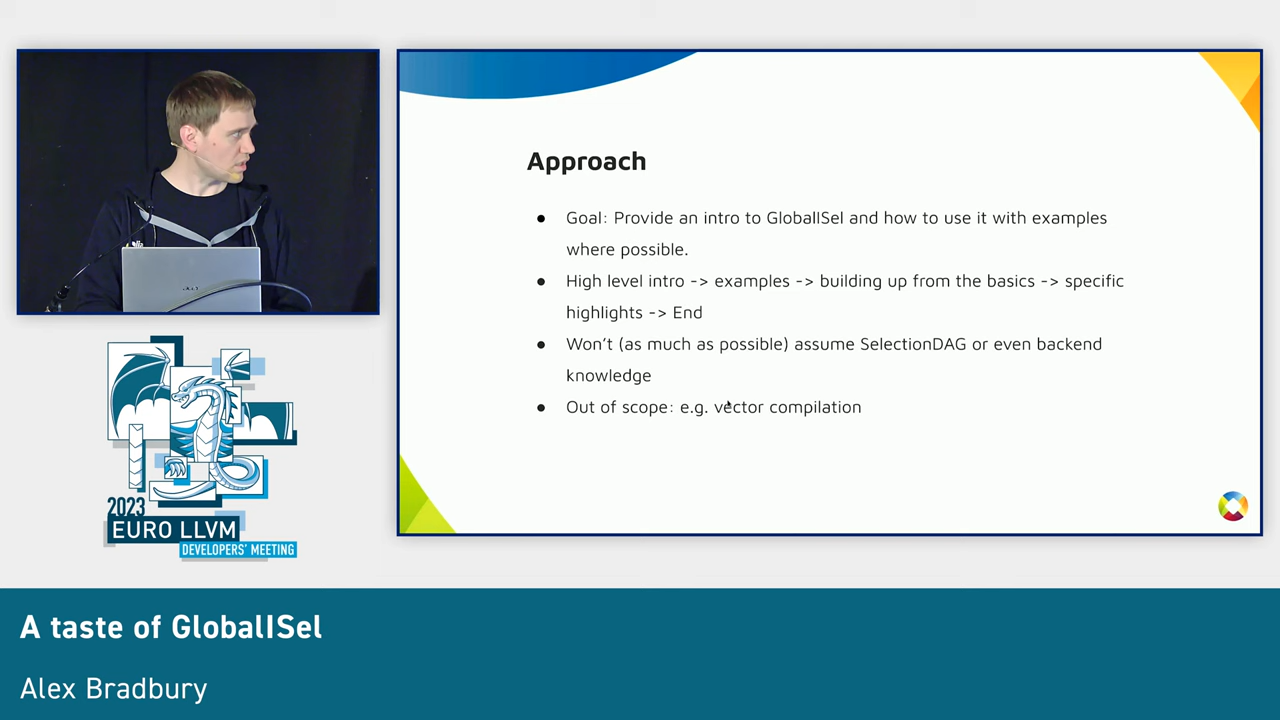 Approach
● Goal: Provide an intro to GlobalISel and how to use it with examples
where possible.
● High level intro -> examples -> building up from the basics -> specific
highlights -> End
● Won't (as much as possible) assume SelectionDAG or even backend
knowledge
● Out of scope: e.g. vector compilation
2023
EURO LLVM
DEVELOPERS' MEETING
A taste of GlobalISel
Alex Bradbury